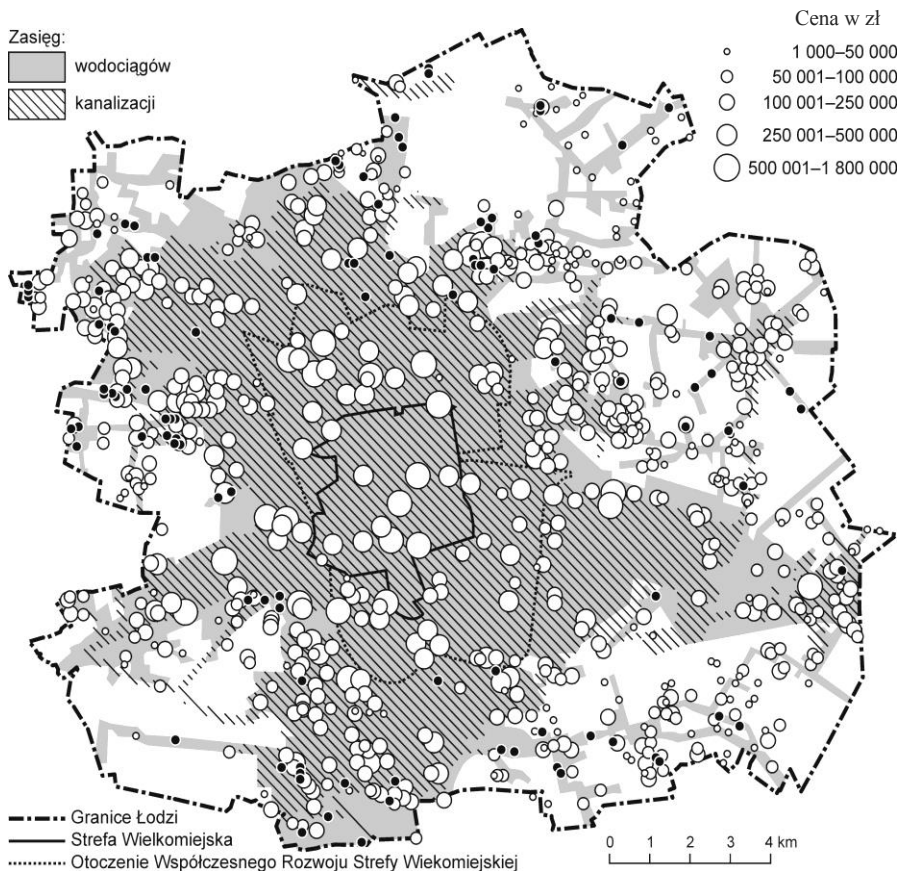 Zasięg:
wodociągów
kanalizacji
Cena w zł
1 000–50 000
50 001–100 000
100 001–250 000
250 001–500 000
500 001–1 800 000
Granice Łodzi
Strefa Wielkomiejska
Otoczenie Współczesnego Rozwoju Strefy Wiekomiejskiej
0 1 2 3 4 km